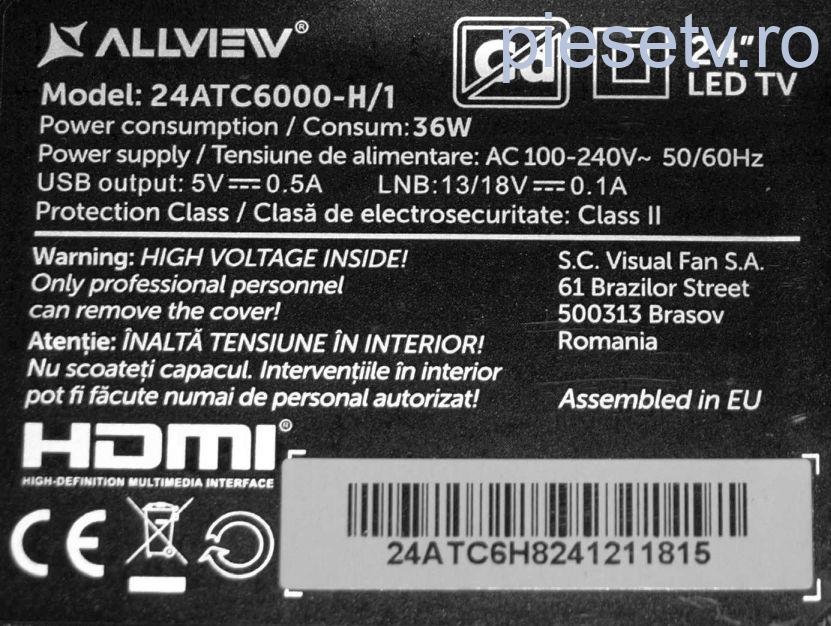 ALLVIEW®
piesetv.ro
Cd
24"
LED TV
Model: 24ATC6000-H/1
Power consumption / Consum: 36W
Power supply / Tensiune de alimentare: AC 100-240V~ 50/60Hz
USB output: 5V⎓0.5A LNB: 13/18V⎓0.1A
Protection Class / Clasă de electrosecuritate: Class II
Warning: HIGH VOLTAGE INSIDE!
Only professional personnel
can remove the cover!
Atenție: ÎNALTĂ TENSIUNE ÎN INTERIOR!
Nu scoateți capacul. Intervențiile în interior
pot fi făcute numai de personal autorizat!
S.C. Visual Fan S.A.
61 Brazilor Street
500313 Brasov
Romania
Assembled in EU
HDMI®
HIGH-DEFINITION MULTIMEDIA INTERFACE
CE
24ATC6H8241211815